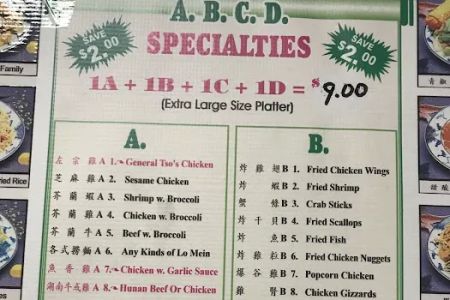 A. B. C. D.
SPECIALTIES
SAVE
$2.00
SAVE
$2.00
1A + 1B + 1C + 1D = $9.00
(Extra Large Size Platter)
Family
Fried Rice
青椒
甜酸
A.
左宗雞 A 1. General Tso's Chicken
芝麻雞 A 2. Sesame Chicken
芥蘭蝦 A 3. Shrimp w. Broccoli
芥蘭雞 A 4. Chicken w. Broccoli
芥蘭牛 A 5. Beef w. Broccoli
各式撈麵 A 6. Any Kinds of Lo Mein
魚香雞 A 7. Chicken w. Garlic Sauce
湖南牛或雞 A 8. Hunan Beef Or Chicken
B.
炸雞翅 B 1. Fried Chicken Wings
炸蝦 B 2. Fried Shrimp
蟹條 B 3. Crab Sticks
炸干貝 B 4. Fried Scallops
炸魚 B 5. Fried Fish
炸雞粒 B 6. Fried Chicken Nuggets
爆谷雞 B 7. Popcorn Chicken
雞腎 B 8. Chicken Gizzards